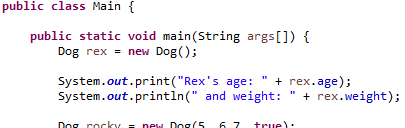 public class Main {
public static void main(String args[]) {
Dog rex = new Dog();
System.out.print("Rex's age: " + rex.age);
System.out.println(" and weight: " + rex.weight);
Dog rocky = new Dog(5, 6.7, true);